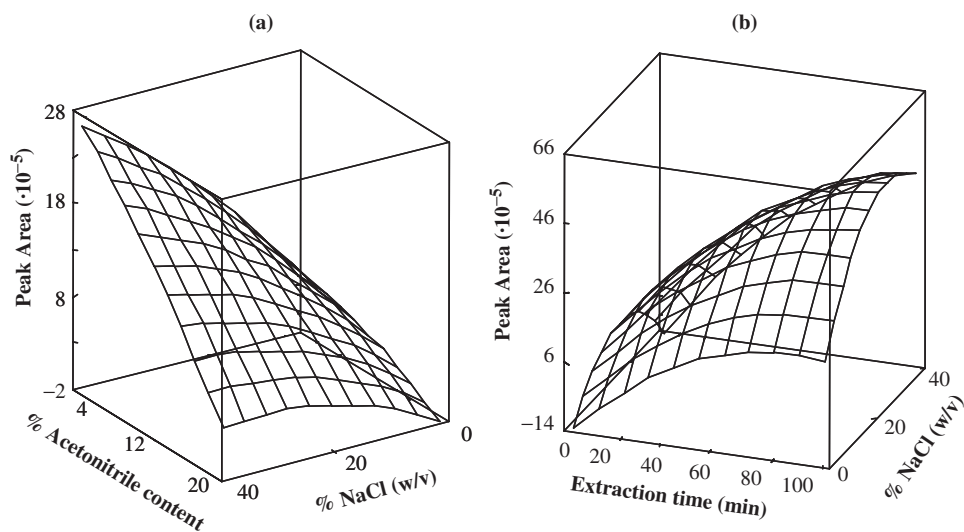 (a)
28
18
8
−2
Peak Area (·10⁻⁵)
4
12
20
% Acetonitrile content
40
20
0
% NaCl (w/v)
(b)
66
46
26
6
−14
Peak Area (·10⁻⁵)
0 20 40 60 80 100
Extraction time (min)
0
20
40
% NaCl (w/v)